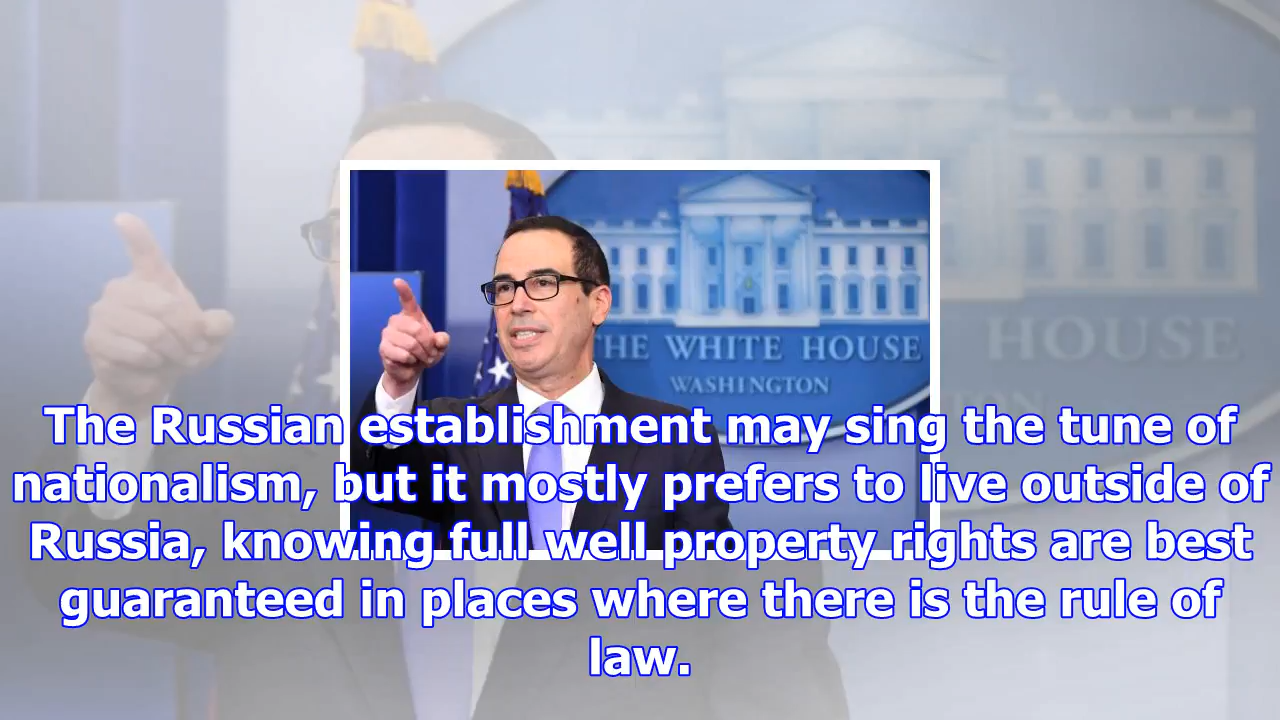 THE WHITE HOUSE
WASHINGTON
HOUSE
The Russian establishment may sing the tune of
nationalism, but it mostly prefers to live outside of
Russia, knowing full well property rights are best
guaranteed in places where there is the rule of
law.